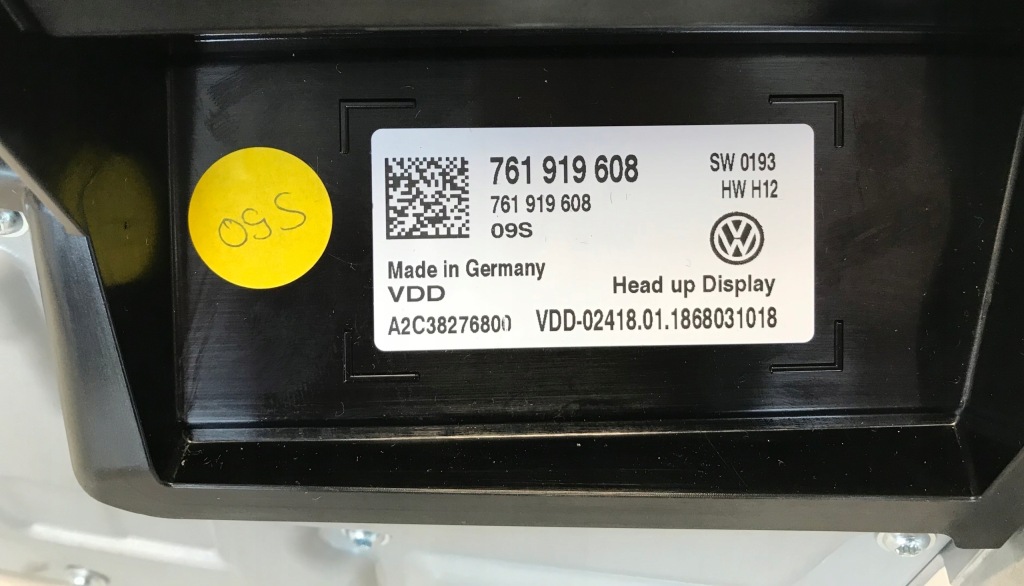 09S
761 919 608
SW 0193
761 919 608
HW H12
09S
Made in Germany
VDD
Head up Display
A2C38276800
VDD-02418.01.1868031018